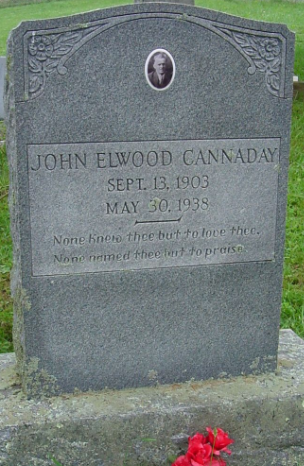 JOHN ELWOOD CANNADAY
SEPT. 13, 1903
MAY 30, 1938
None knew thee but to love thee,
None named thee but to praise.